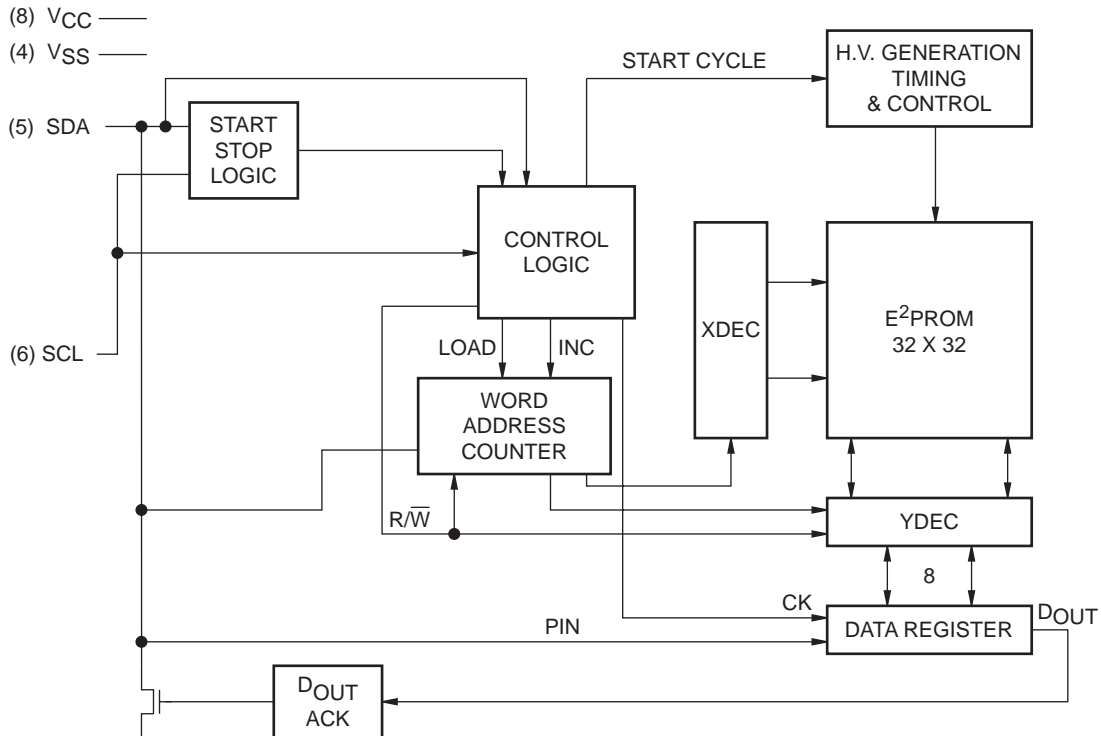 (8) VCC
(4) VSS
START CYCLE
H.V. GENERATION
TIMING
& CONTROL
(5) SDA
START
STOP
LOGIC
CONTROL
LOGIC
XDEC
E2PROM
32 X 32
(6) SCL
LOAD
INC
WORD
ADDRESS
COUNTER
R/W̅
YDEC
8
CK
DOUT
PIN
DATA REGISTER
DOUT
ACK